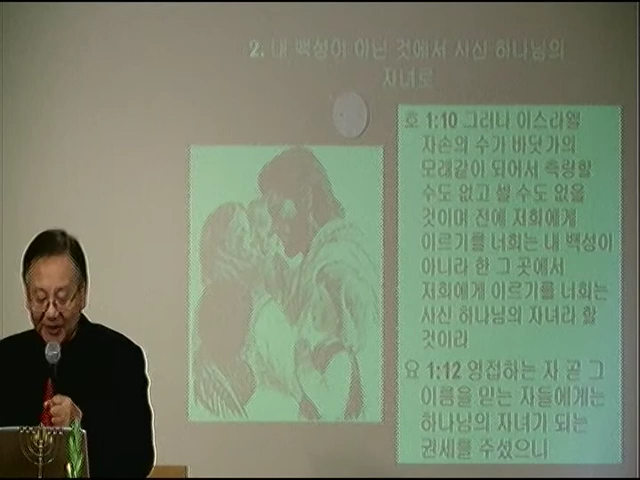 2. 내 백성이 아닌 것에서 사신 하나님의
자녀로
호 1:10 그러나 이스라엘
자손의 수가 바닷가의
모래같이 되어서 측량할
수도 없고 셀 수도 없을
것이며 전에 저희에게
이르기를 너희는 내 백성이
아니라 한 그 곳에서
저희에게 이르기를 너희는
사신 하나님의 자녀라 할
것이라
요 1:12 영접하는 자 곧 그
이름을 믿는 자들에게는
하나님의 자녀가 되는
권세를 주셨으니